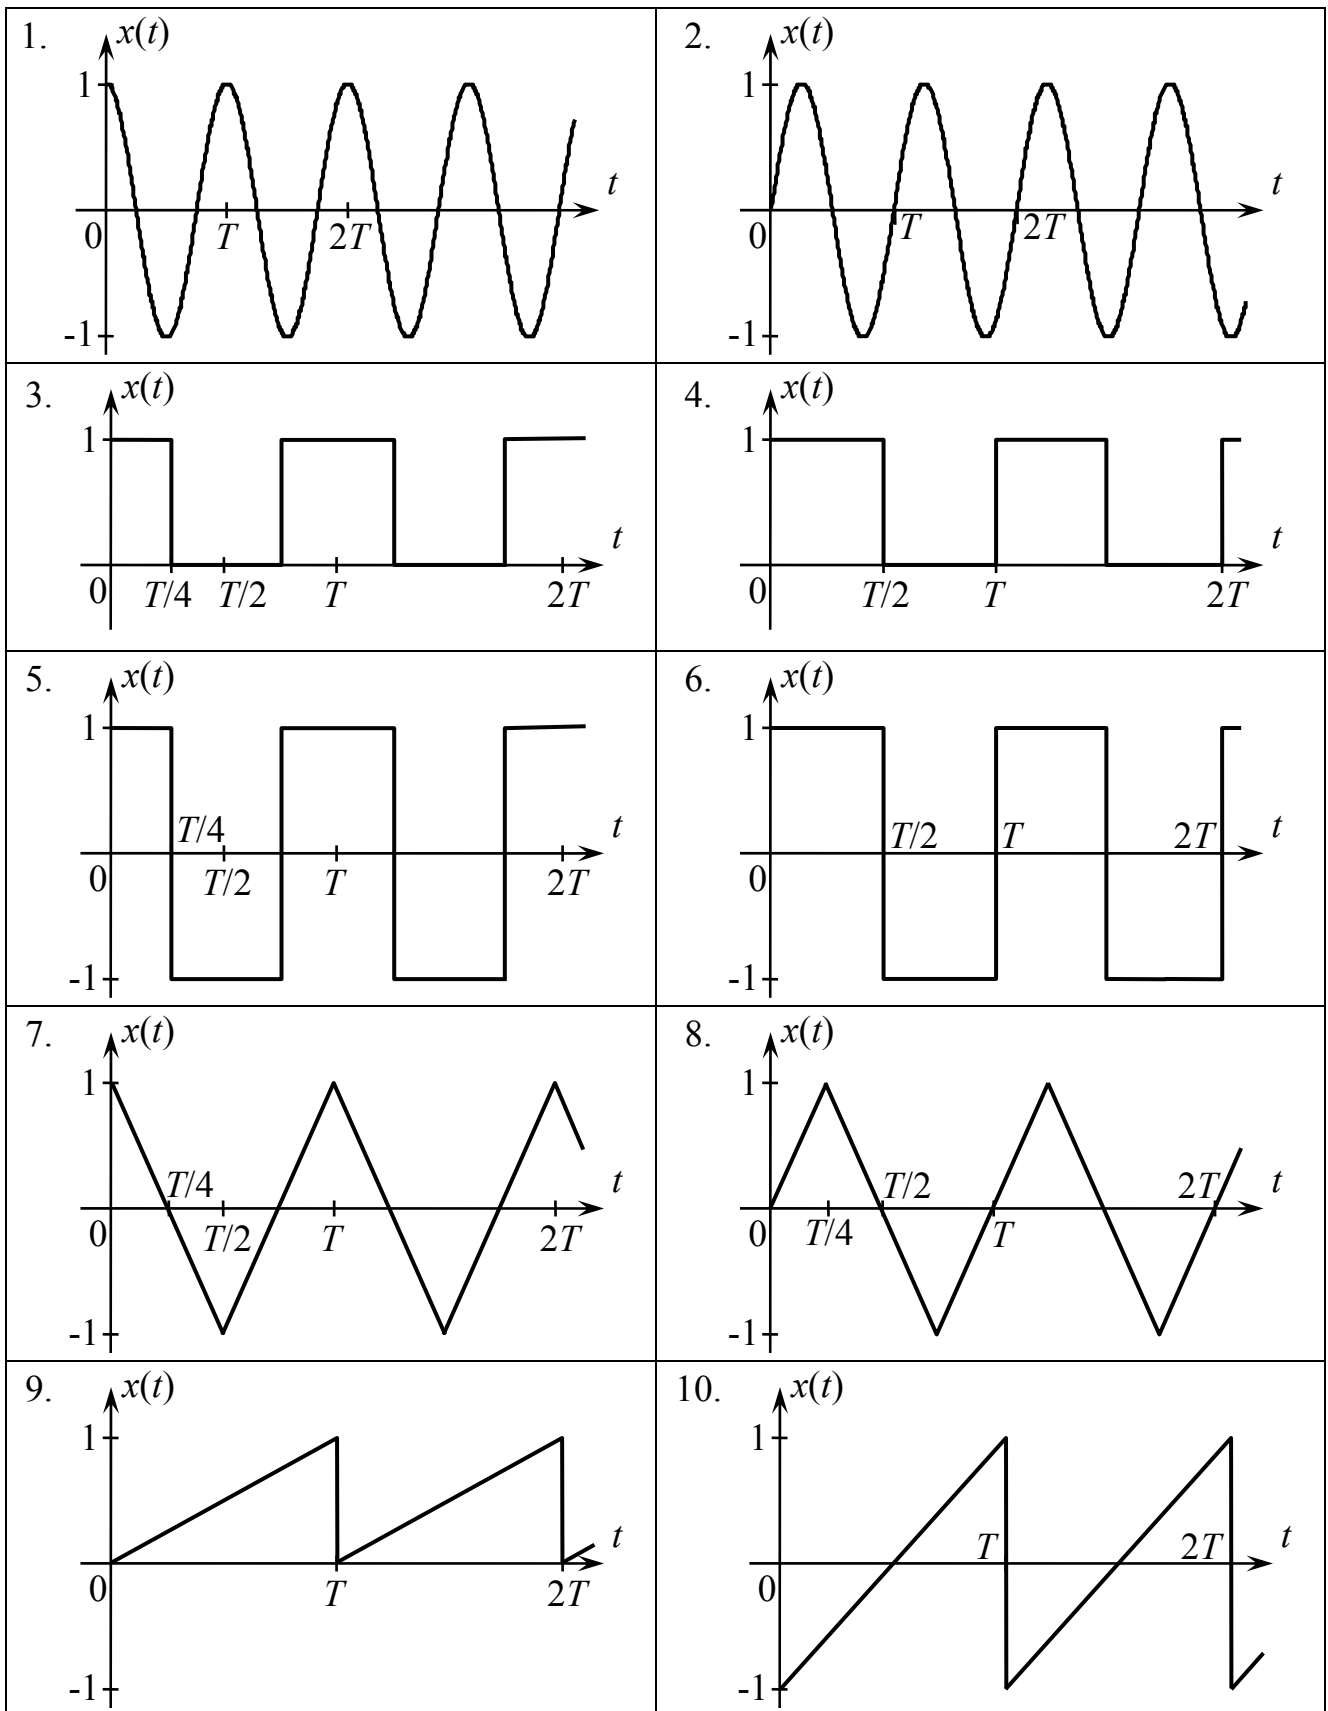 1. x(t)
1
t
0 T 2T
-1
2. x(t)
1
t
0 T 2T
-1
3. x(t)
1
t
0 T/4 T/2 T 2T
4. x(t)
1
t
0 T/2 T 2T
5. x(t)
1
T/4 t
0 T/2 T 2T
-1
6. x(t)
1
T/2 T 2T t
0
-1
7. x(t)
1
T/4 t
0 T/2 T 2T
-1
8. x(t)
1
T/2 2T t
0 T/4 T
-1
9. x(t)
1
t
0 T 2T
-1
10. x(t)
1
T 2T t
0
-1